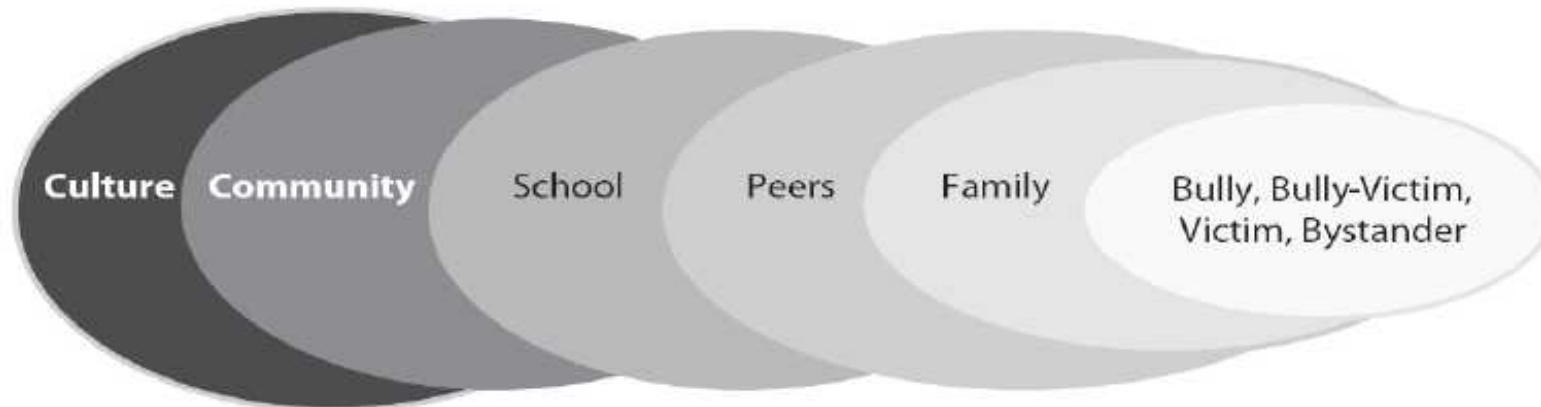 Culture
Community
School
Peers
Family
Bully, Bully-Victim,
Victim, Bystander